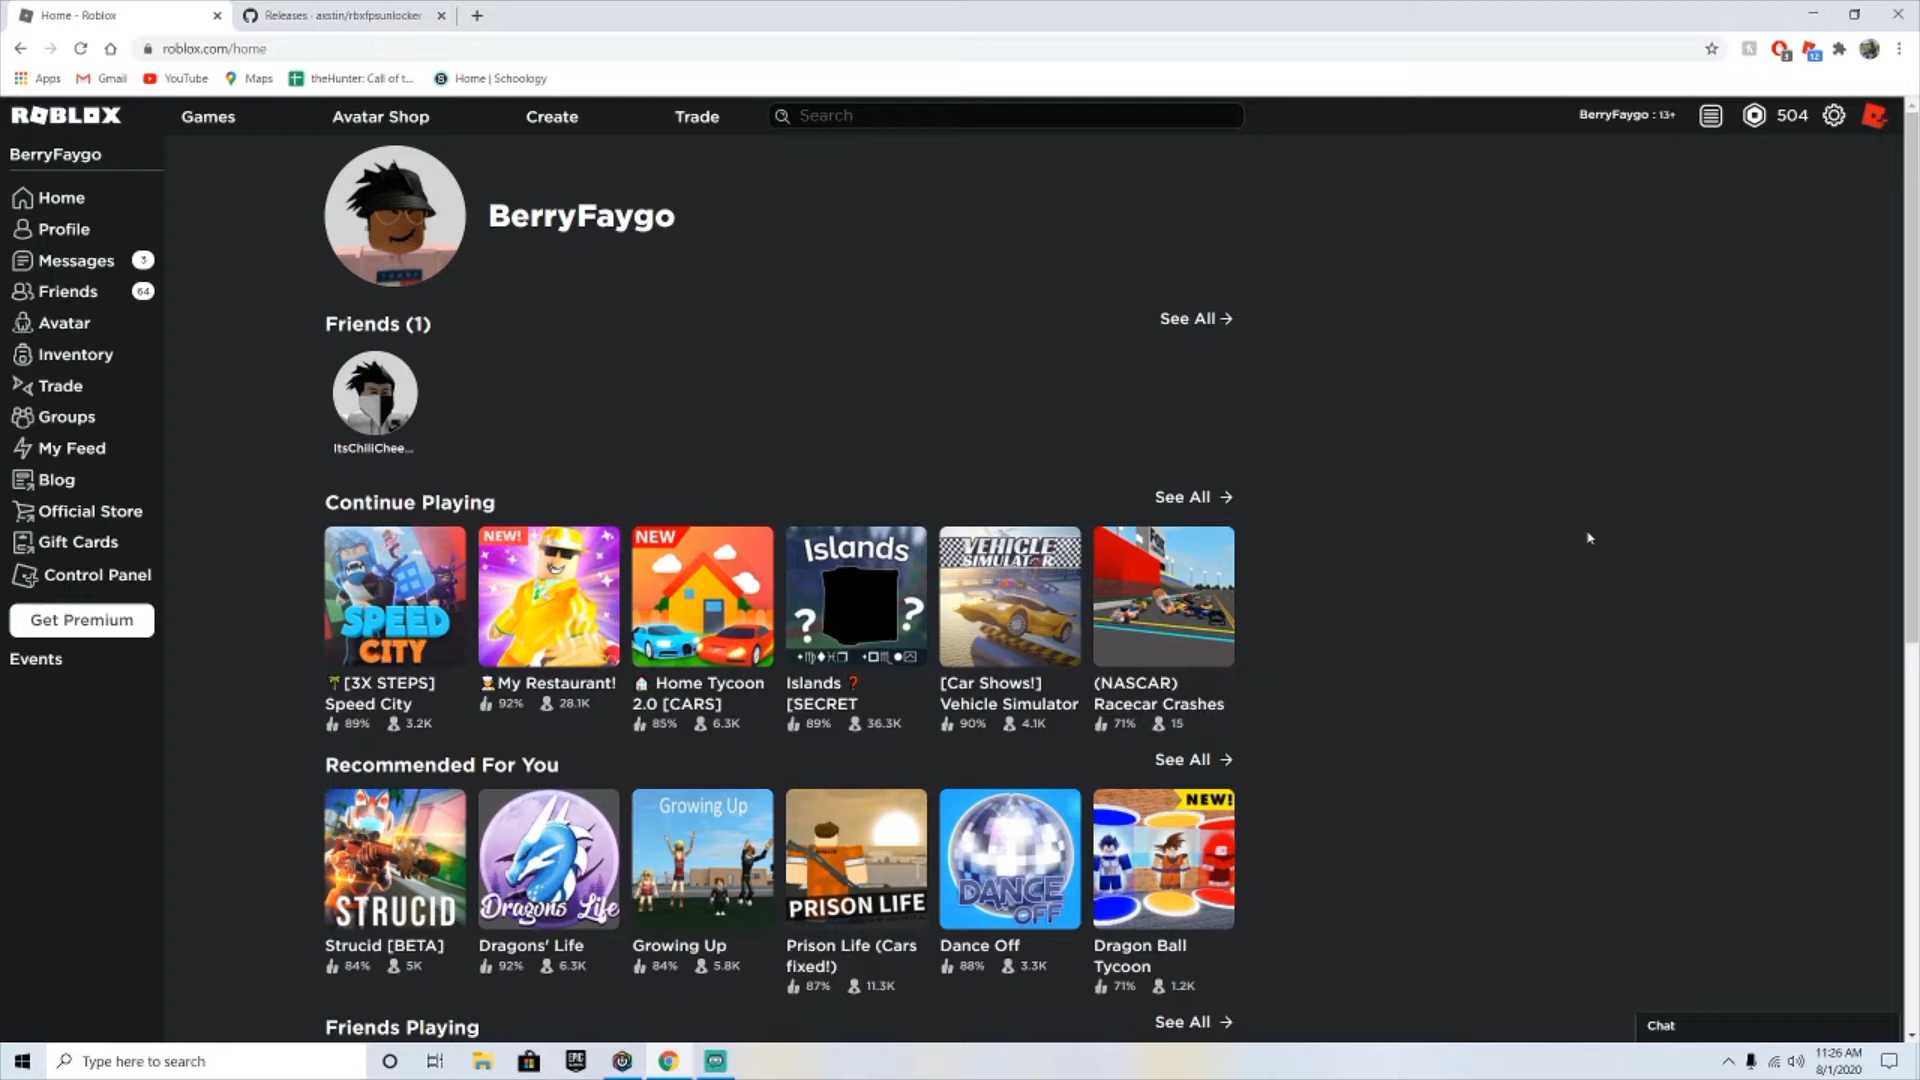 Home - Roblox
Releases · axstin/rbxfpsunlocker
roblox.com/home
3
52
Apps
Gmail
YouTube
Maps
theHunter: Call of t...
Home | Schoology
ROBLOX
Games
Avatar Shop
Create
Trade
Search
BerryFaygo : 13+
504
BerryFaygo
Home
Profile
Messages 3
Friends 64
Avatar
Inventory
Trade
Groups
My Feed
Blog
Official Store
Gift Cards
Control Panel
Get Premium
Events
BerryFaygo
Friends (1)
See All
ItsChiliChee...
Continue Playing
See All
SPEED
CITY
NEW!
NEW
Islands
? ?
VEHICLE
SIMULATOR
[3X STEPS]
Speed City
89% 3.2K
My Restaurant!
92% 28.1K
Home Tycoon
2.0 [CARS]
85% 6.3K
Islands ❓
[SECRET
89% 36.3K
[Car Shows!]
Vehicle Simulator
90% 4.1K
(NASCAR)
Racecar Crashes
71% 15
Recommended For You
See All
STRUCID
Dragons' Life
Growing Up
PRISON LIFE
DANCE
OFF
NEW!
Strucid [BETA]
84% 5K
Dragons' Life
92% 6.3K
Growing Up
84% 5.8K
Prison Life (Cars
fixed!)
87% 11.3K
Dance Off
88% 3.3K
Dragon Ball
Tycoon
71% 1.2K
Friends Playing
See All
Chat
Type here to search
EPIC
11:26 AM
8/1/2020